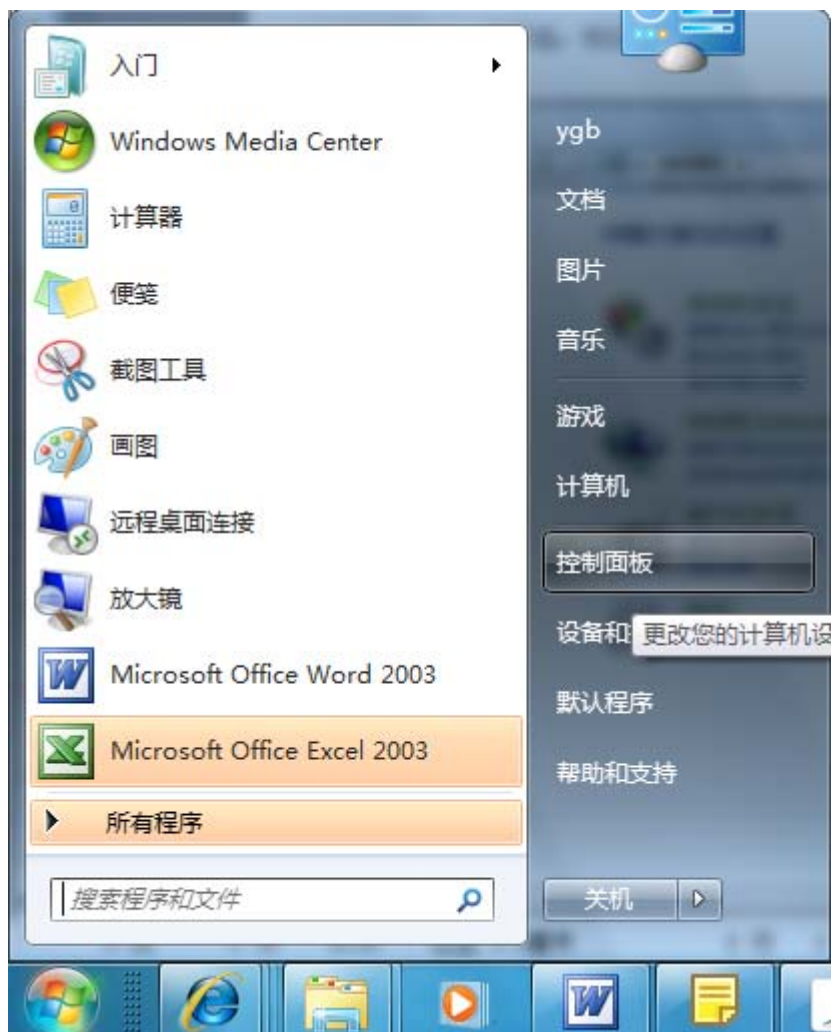 入门
Windows Media Center
计算器
便笺
截图工具
画图
远程桌面连接
放大镜
Microsoft Office Word 2003
Microsoft Office Excel 2003
所有程序
搜索程序和文件
ygb
文档
图片
音乐
游戏
计算机
控制面板
设备和
更改您的计算机设
默认程序
帮助和支持
关机